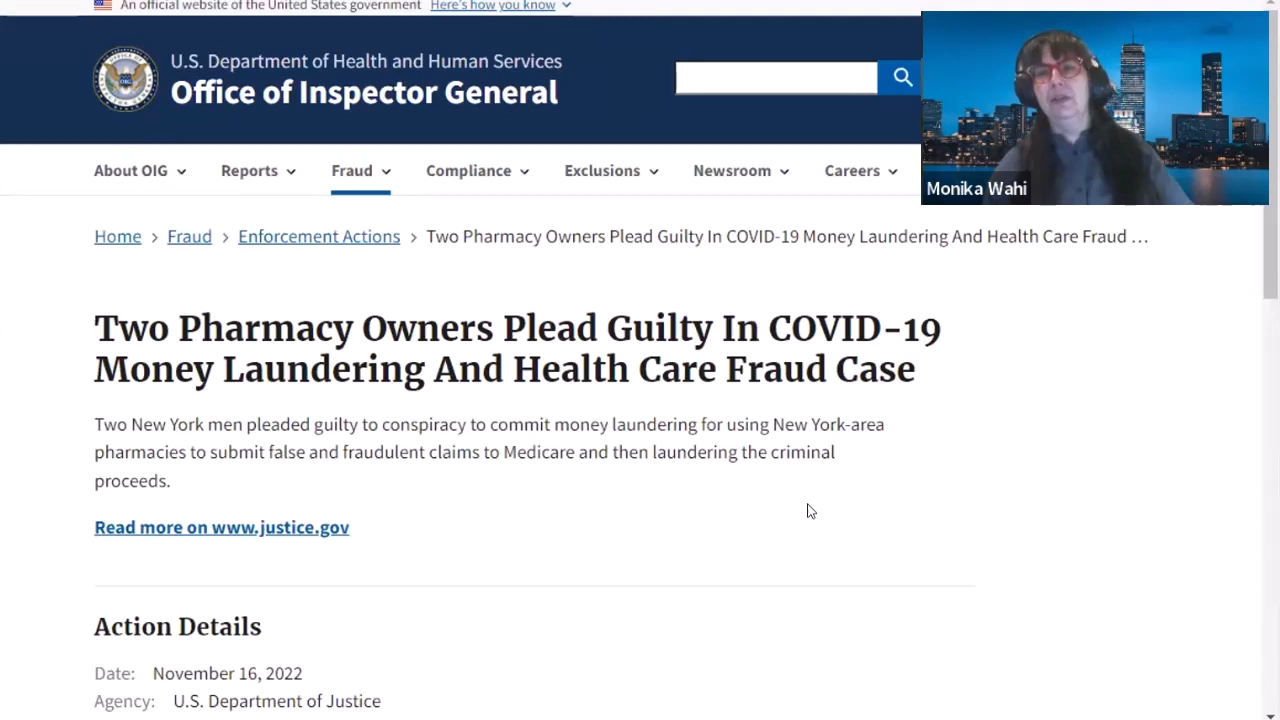 An official website of the United States government Here's how you know
U.S. Department of Health and Human Services
Office of Inspector General
Monika Wahi
About OIG Reports Fraud Compliance Exclusions Newsroom Careers
Home > Fraud > Enforcement Actions > Two Pharmacy Owners Plead Guilty In COVID-19 Money Laundering And Health Care Fraud …
Two Pharmacy Owners Plead Guilty In COVID-19
Money Laundering And Health Care Fraud Case
Two New York men pleaded guilty to conspiracy to commit money laundering for using New York-area
pharmacies to submit false and fraudulent claims to Medicare and then laundering the criminal
proceeds.
Read more on www.justice.gov
Action Details
Date: November 16, 2022
Agency: U.S. Department of Justice